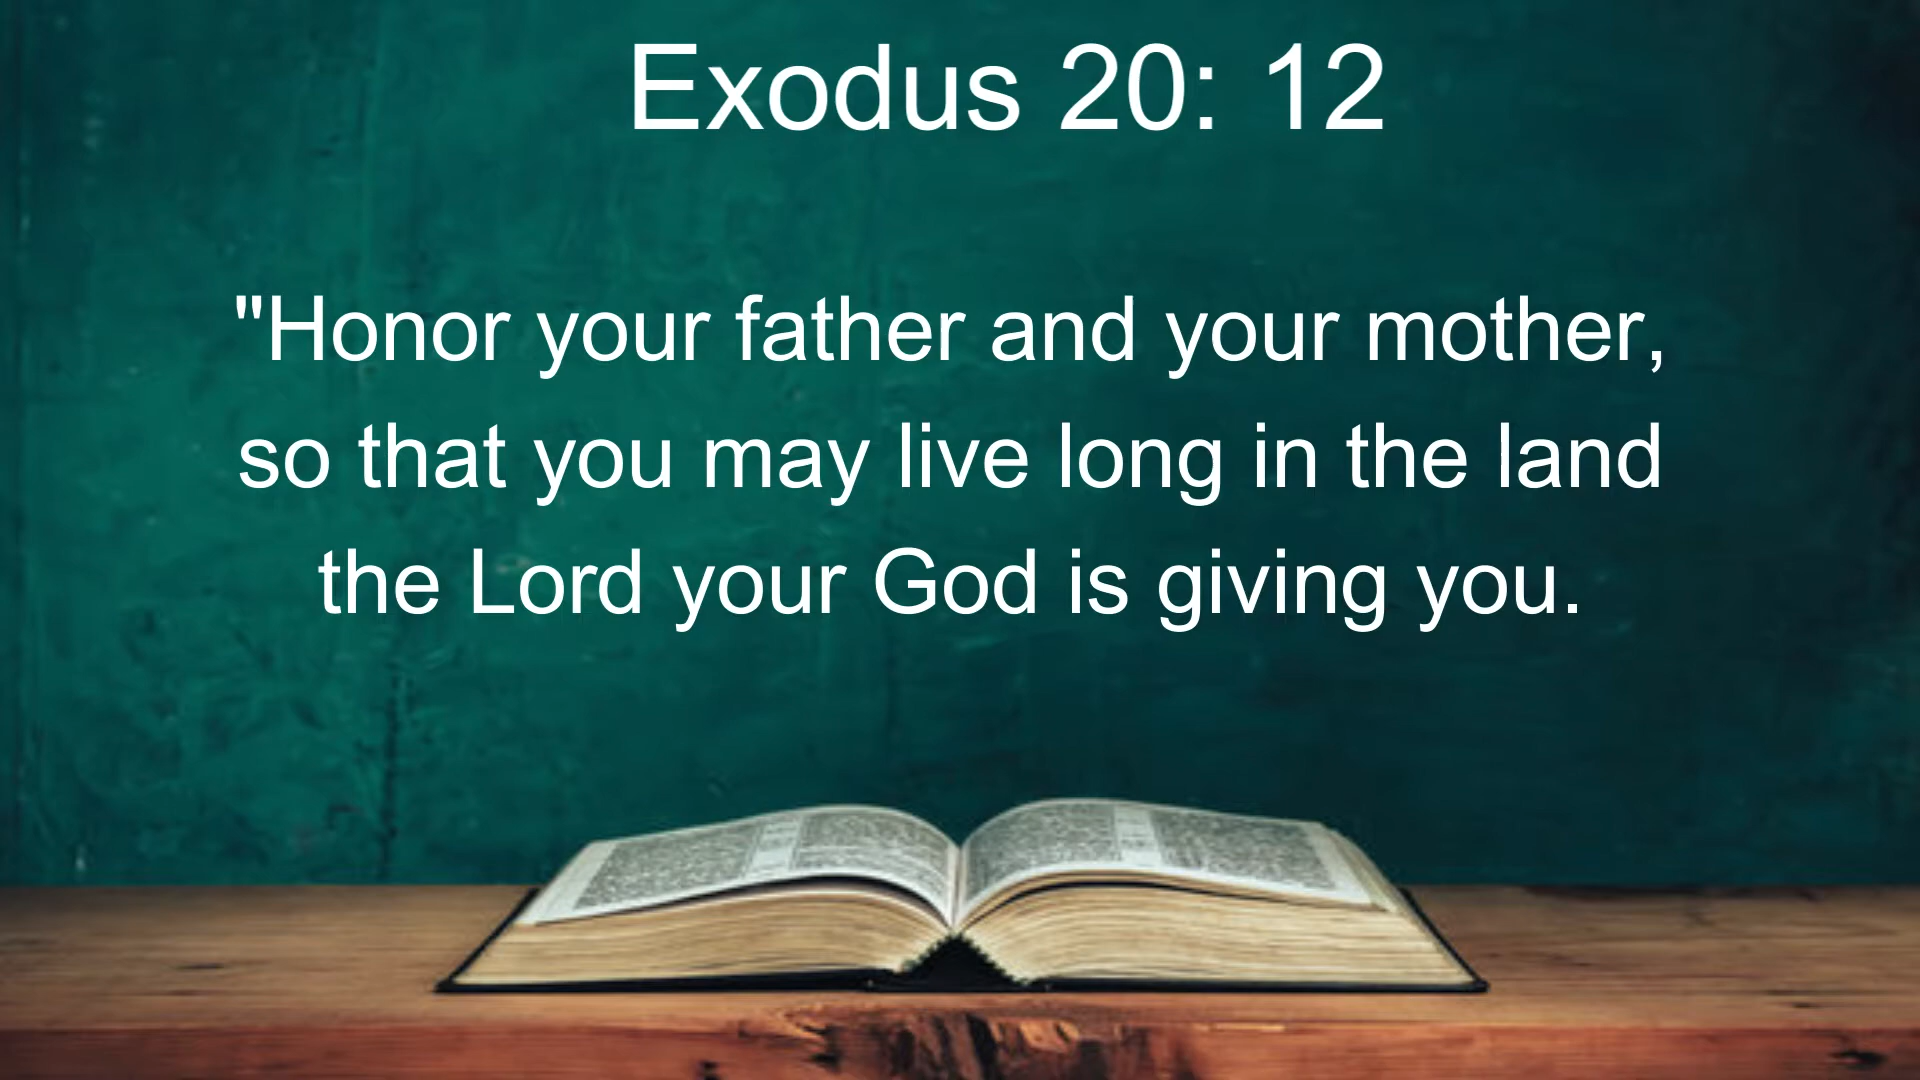 Exodus 20: 12
"Honor your father and your mother,
so that you may live long in the land
the Lord your God is giving you.